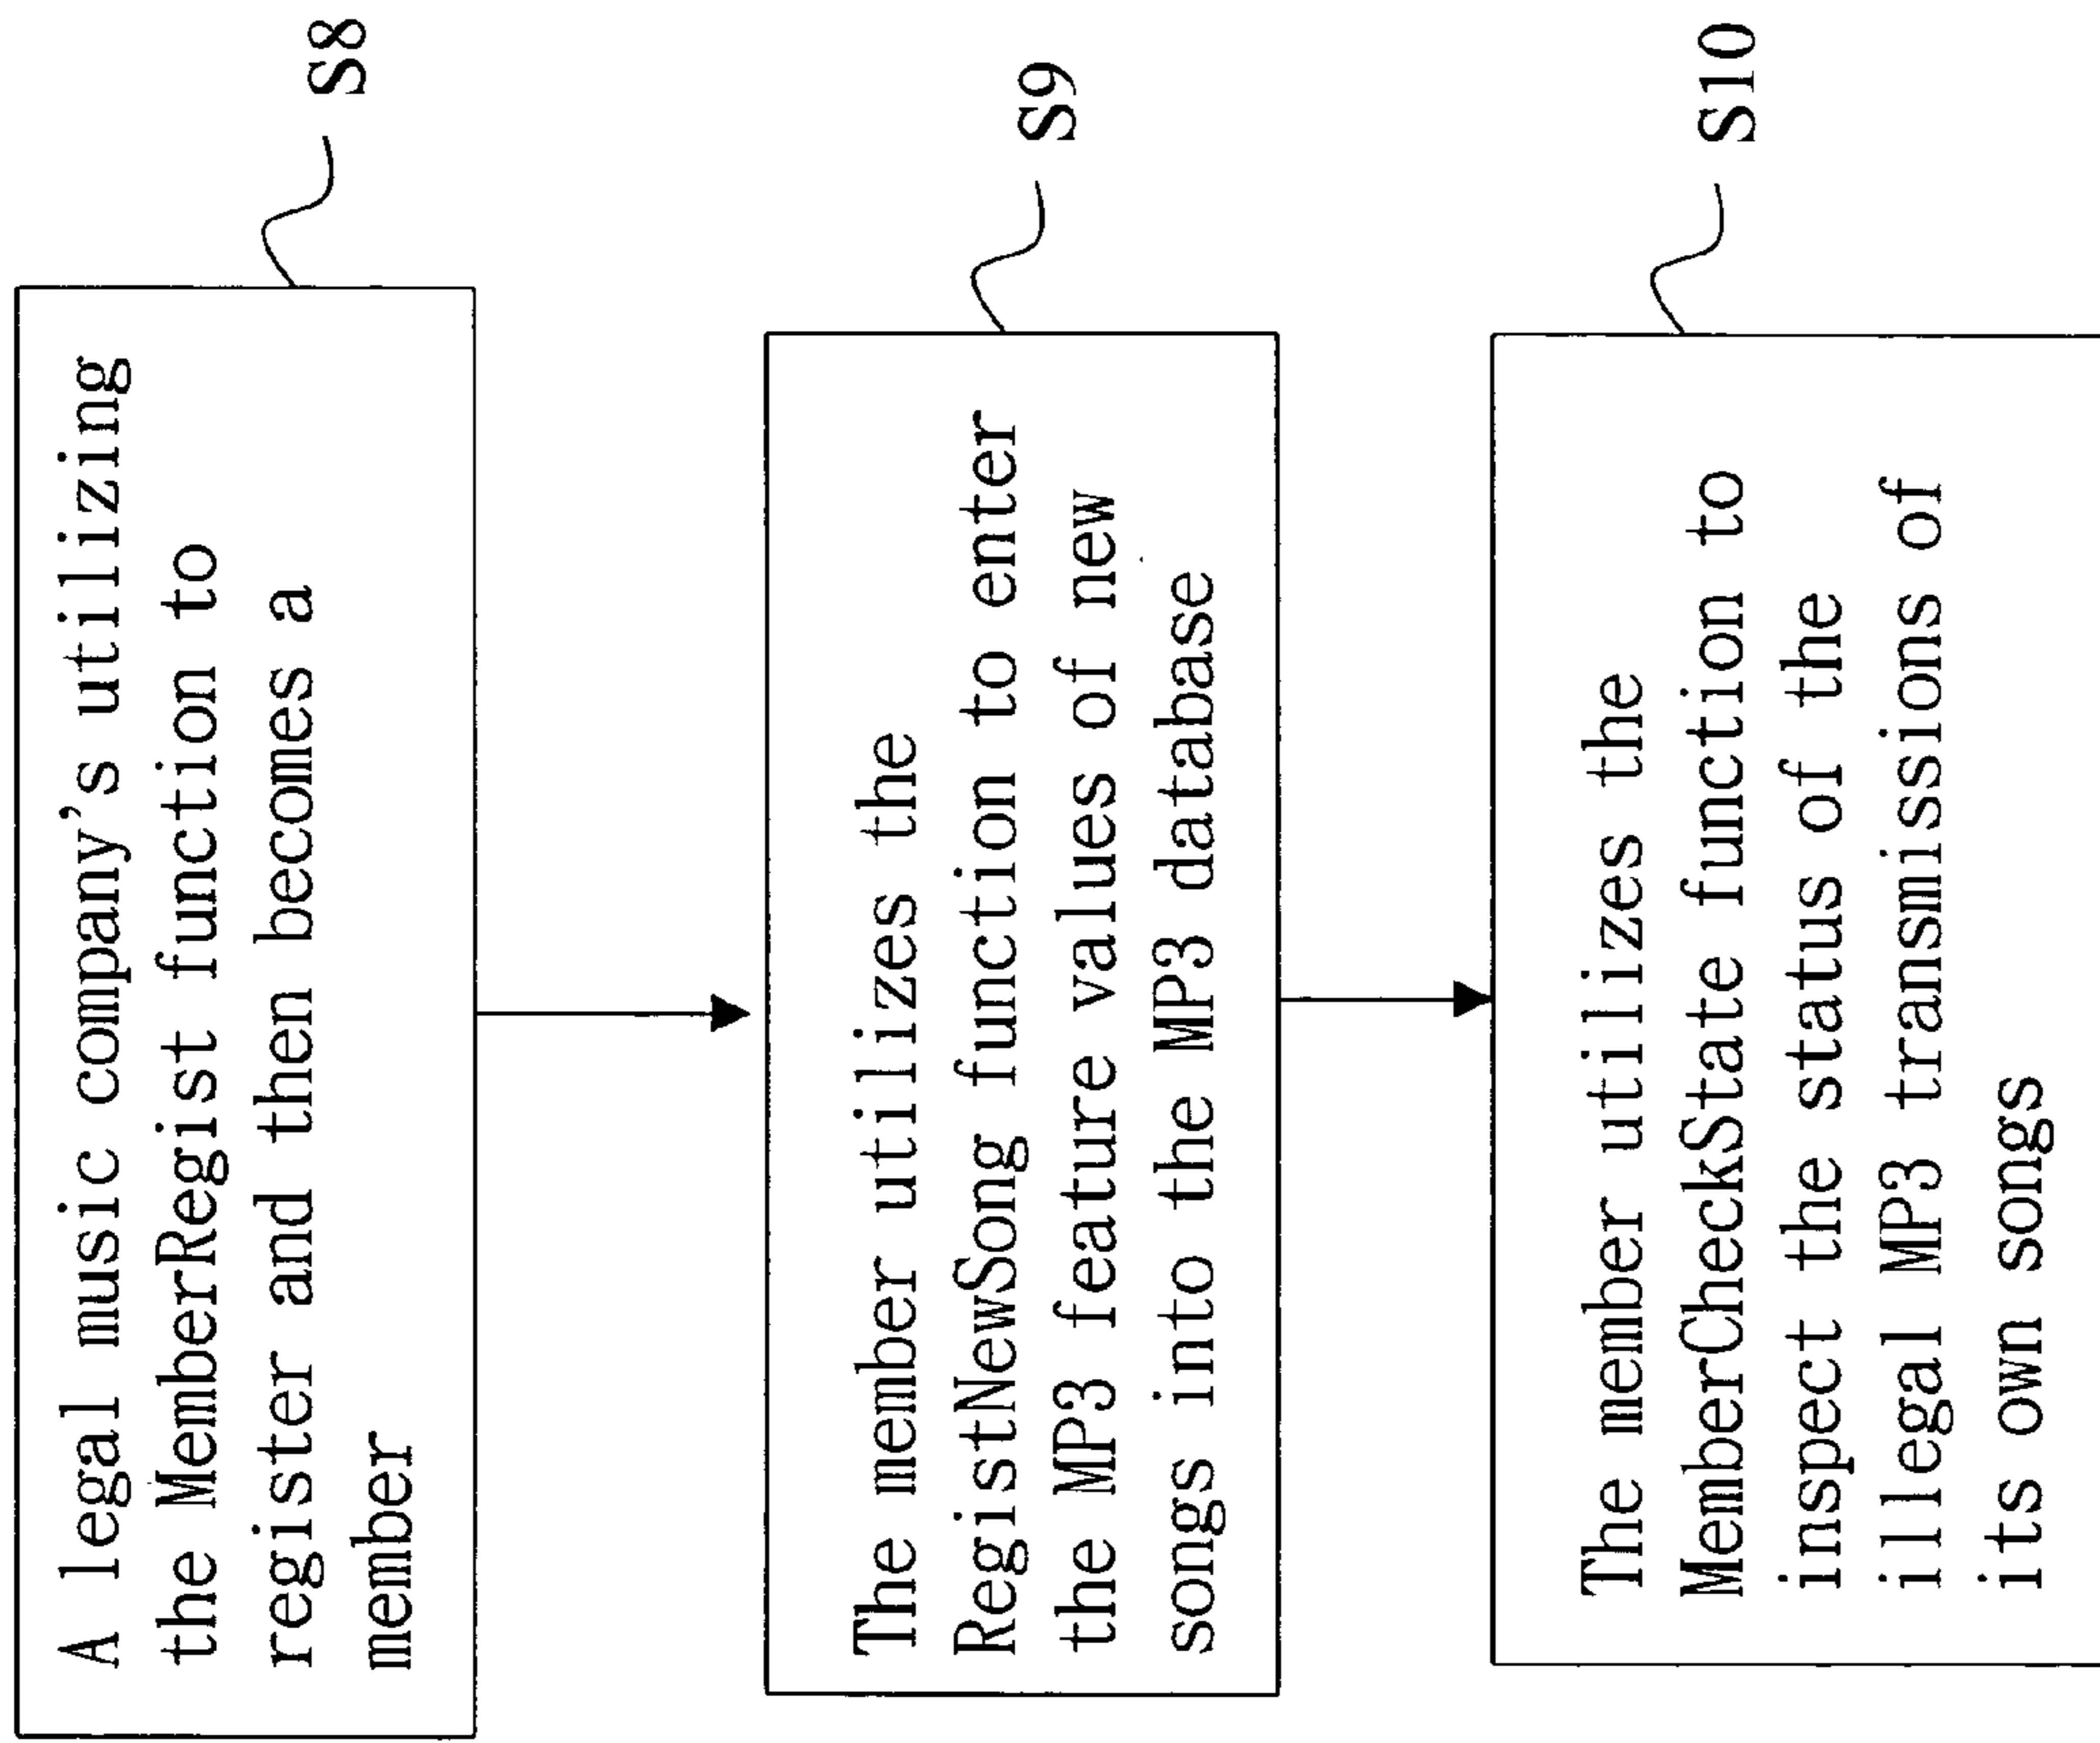 A legal music company's utilizing
the MemberRegist function to
register and then becomes a
member
S8
The member utilizes the
RegistNewSong function to enter
the MP3 feature values of new
songs into the MP3 database
S9
The member utilizes the
MemberCheckState function to
inspect the status of the
illegal MP3 transmissions of
its own songs
S10